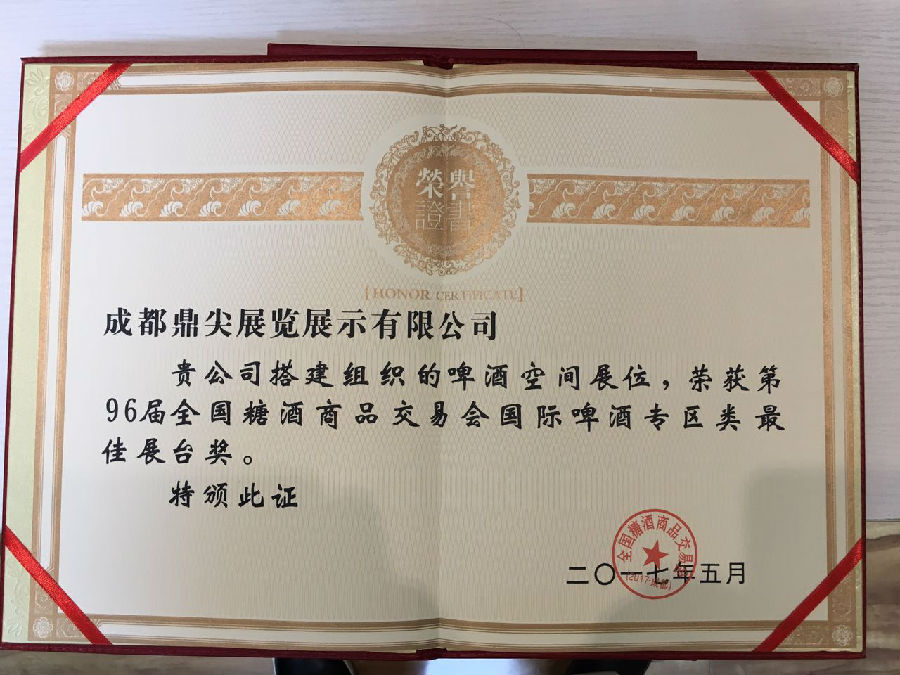 榮譽
證書
[HONOR CERTIFICATE]
成都鼎尖展览展示有限公司
贵公司搭建组织的啤酒空间展位，荣获第
96届全国糖酒商品交易会国际啤酒专区类最
佳展台奖。
特颁此证
全国糖酒商品交易会
(2017·成都)
二〇一七年五月